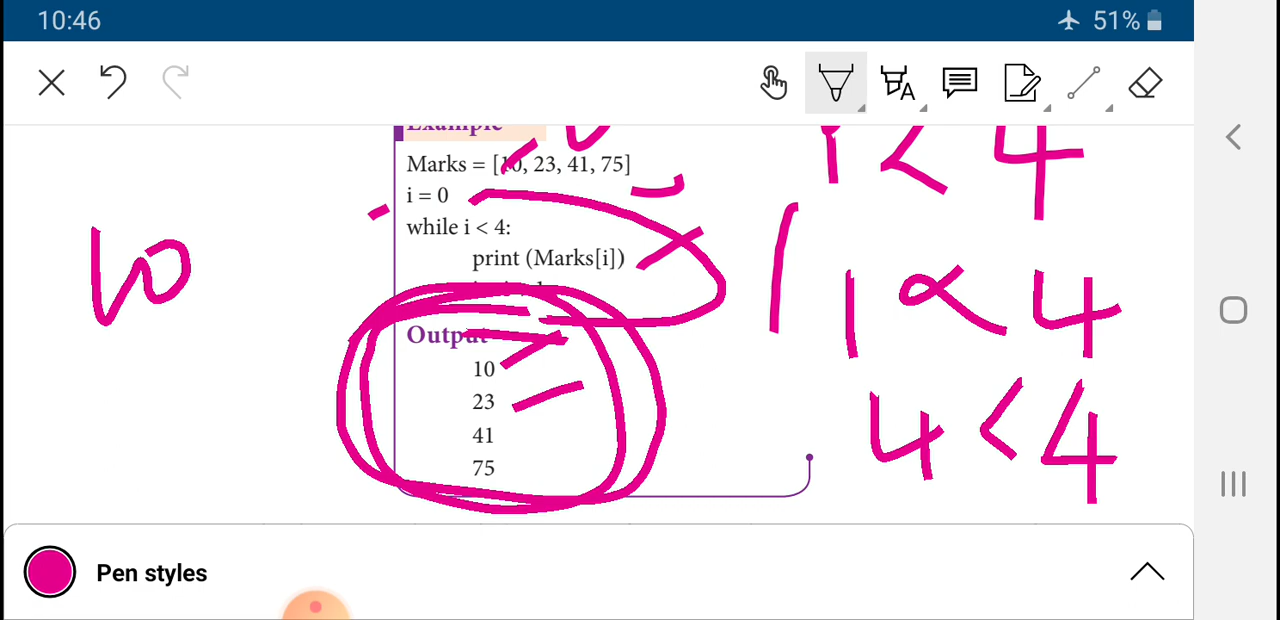 10:46
51%
Example
10
i < 4
Marks = [10, 23, 41, 75]
i = 0
while i < 4:
print (Marks[i])
10
1 < 4
Output
10
23
41
75
4 < 4
Pen styles